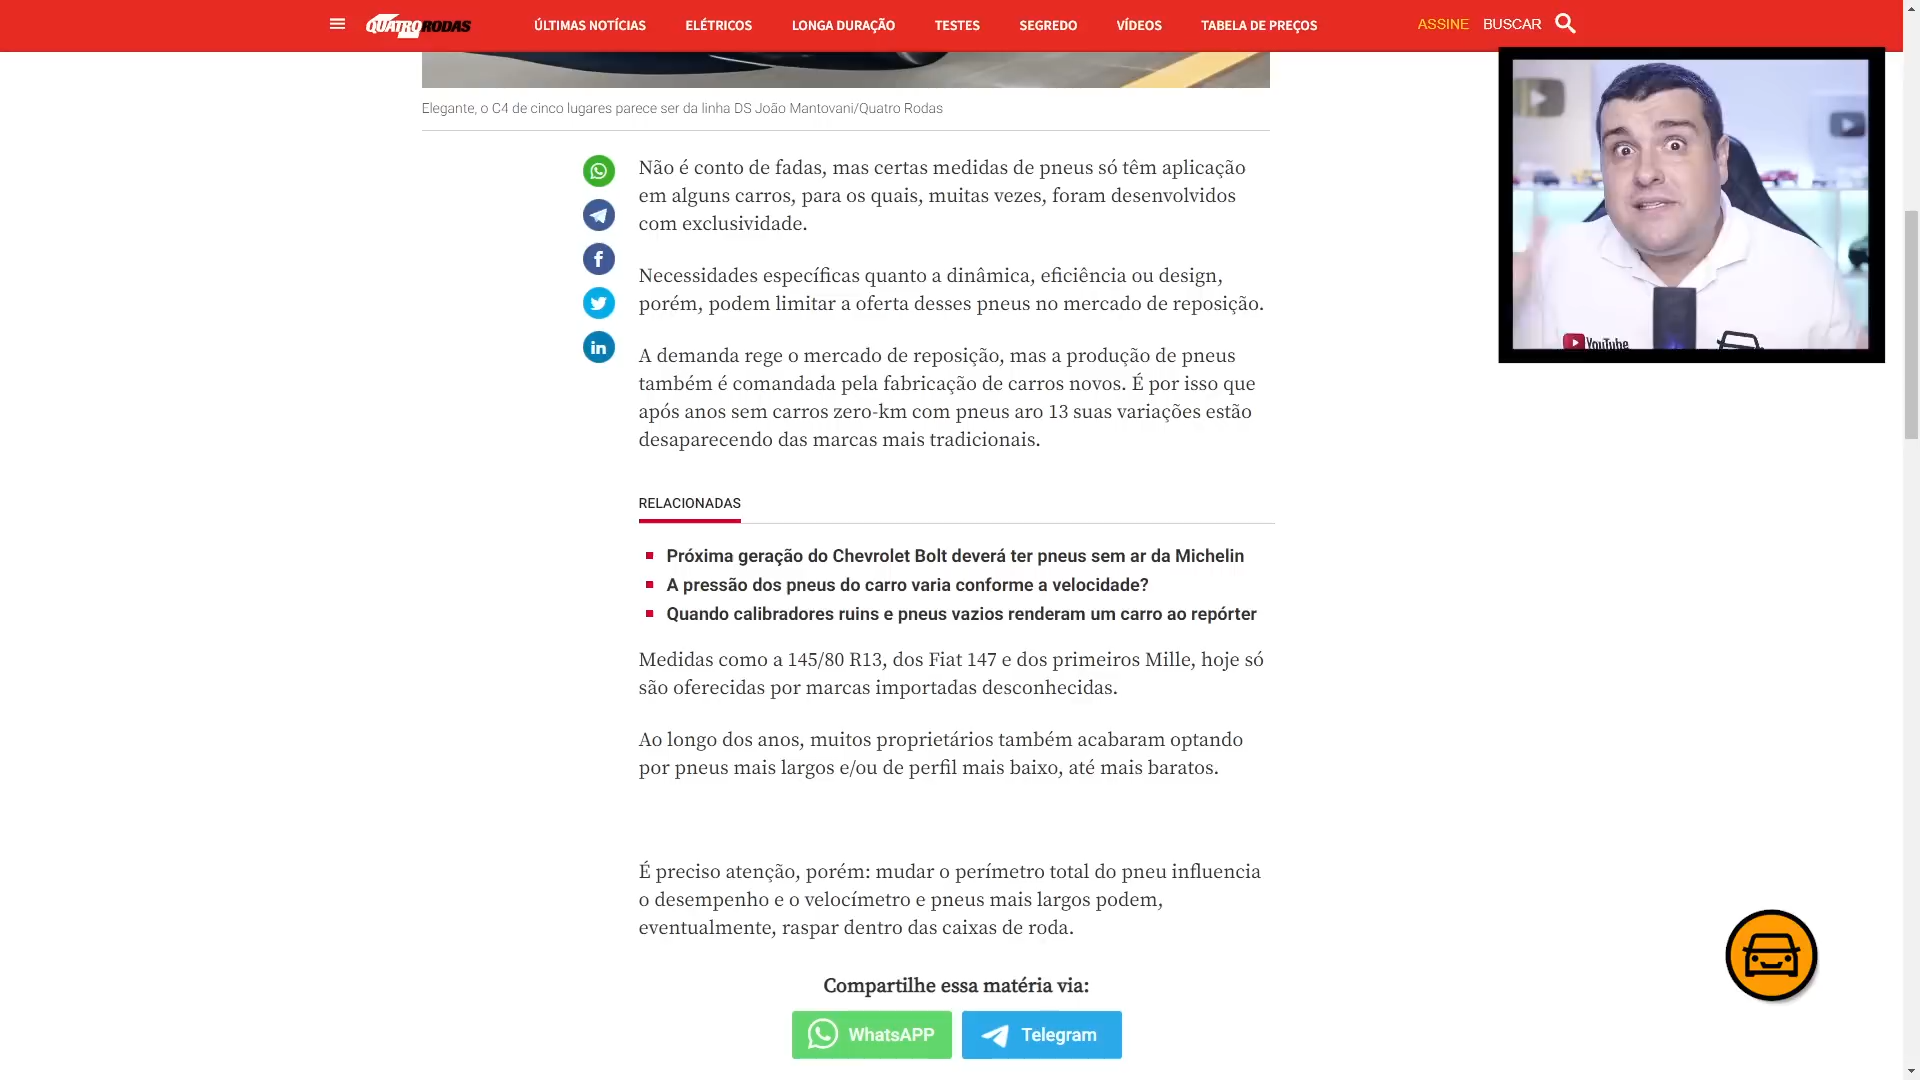 QUATRO RODAS
ÚLTIMAS NOTÍCIAS
ELÉTRICOS
LONGA DURAÇÃO
TESTES
SEGREDO
VÍDEOS
TABELA DE PREÇOS
ASSINE
BUSCAR
Elegante, o C4 de cinco lugares parece ser da linha DS João Mantovani/Quatro Rodas
Não é conto de fadas, mas certas medidas de pneus só têm aplicação
em alguns carros, para os quais, muitas vezes, foram desenvolvidos
com exclusividade.
Necessidades específicas quanto a dinâmica, eficiência ou design,
porém, podem limitar a oferta desses pneus no mercado de reposição.
A demanda rege o mercado de reposição, mas a produção de pneus
também é comandada pela fabricação de carros novos. É por isso que
após anos sem carros zero-km com pneus aro 13 suas variações estão
desaparecendo das marcas mais tradicionais.
RELACIONADAS
Próxima geração do Chevrolet Bolt deverá ter pneus sem ar da Michelin
A pressão dos pneus do carro varia conforme a velocidade?
Quando calibradores ruins e pneus vazios renderam um carro ao repórter
Medidas como a 145/80 R13, dos Fiat 147 e dos primeiros Mille, hoje só
são oferecidas por marcas importadas desconhecidas.
Ao longo dos anos, muitos proprietários também acabaram optando
por pneus mais largos e/ou de perfil mais baixo, até mais baratos.
É preciso atenção, porém: mudar o perímetro total do pneu influencia
o desempenho e o velocímetro e pneus mais largos podem,
eventualmente, raspar dentro das caixas de roda.
Compartilhe essa matéria via:
WhatsAPP
Telegram
YouTube